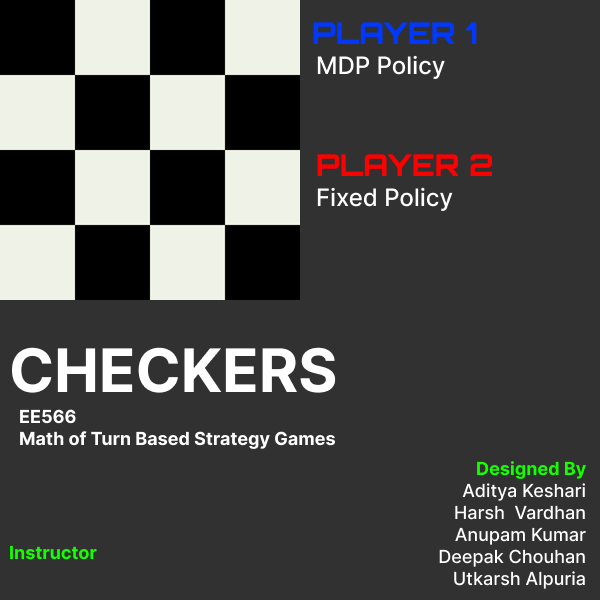 PLAYER 1
MDP Policy
PLAYER 2
Fixed Policy
CHECKERS
EE566
Math of Turn Based Strategy Games
Designed By
Aditya Keshari
Harsh  Vardhan
Anupam Kumar
Deepak Chouhan
Utkarsh Alpuria
Instructor